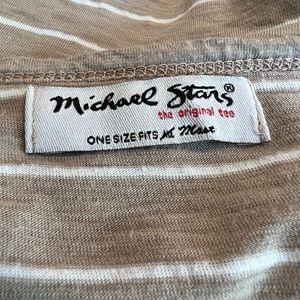 Michael Stars®
the original tee
ONE SIZE FITS Most